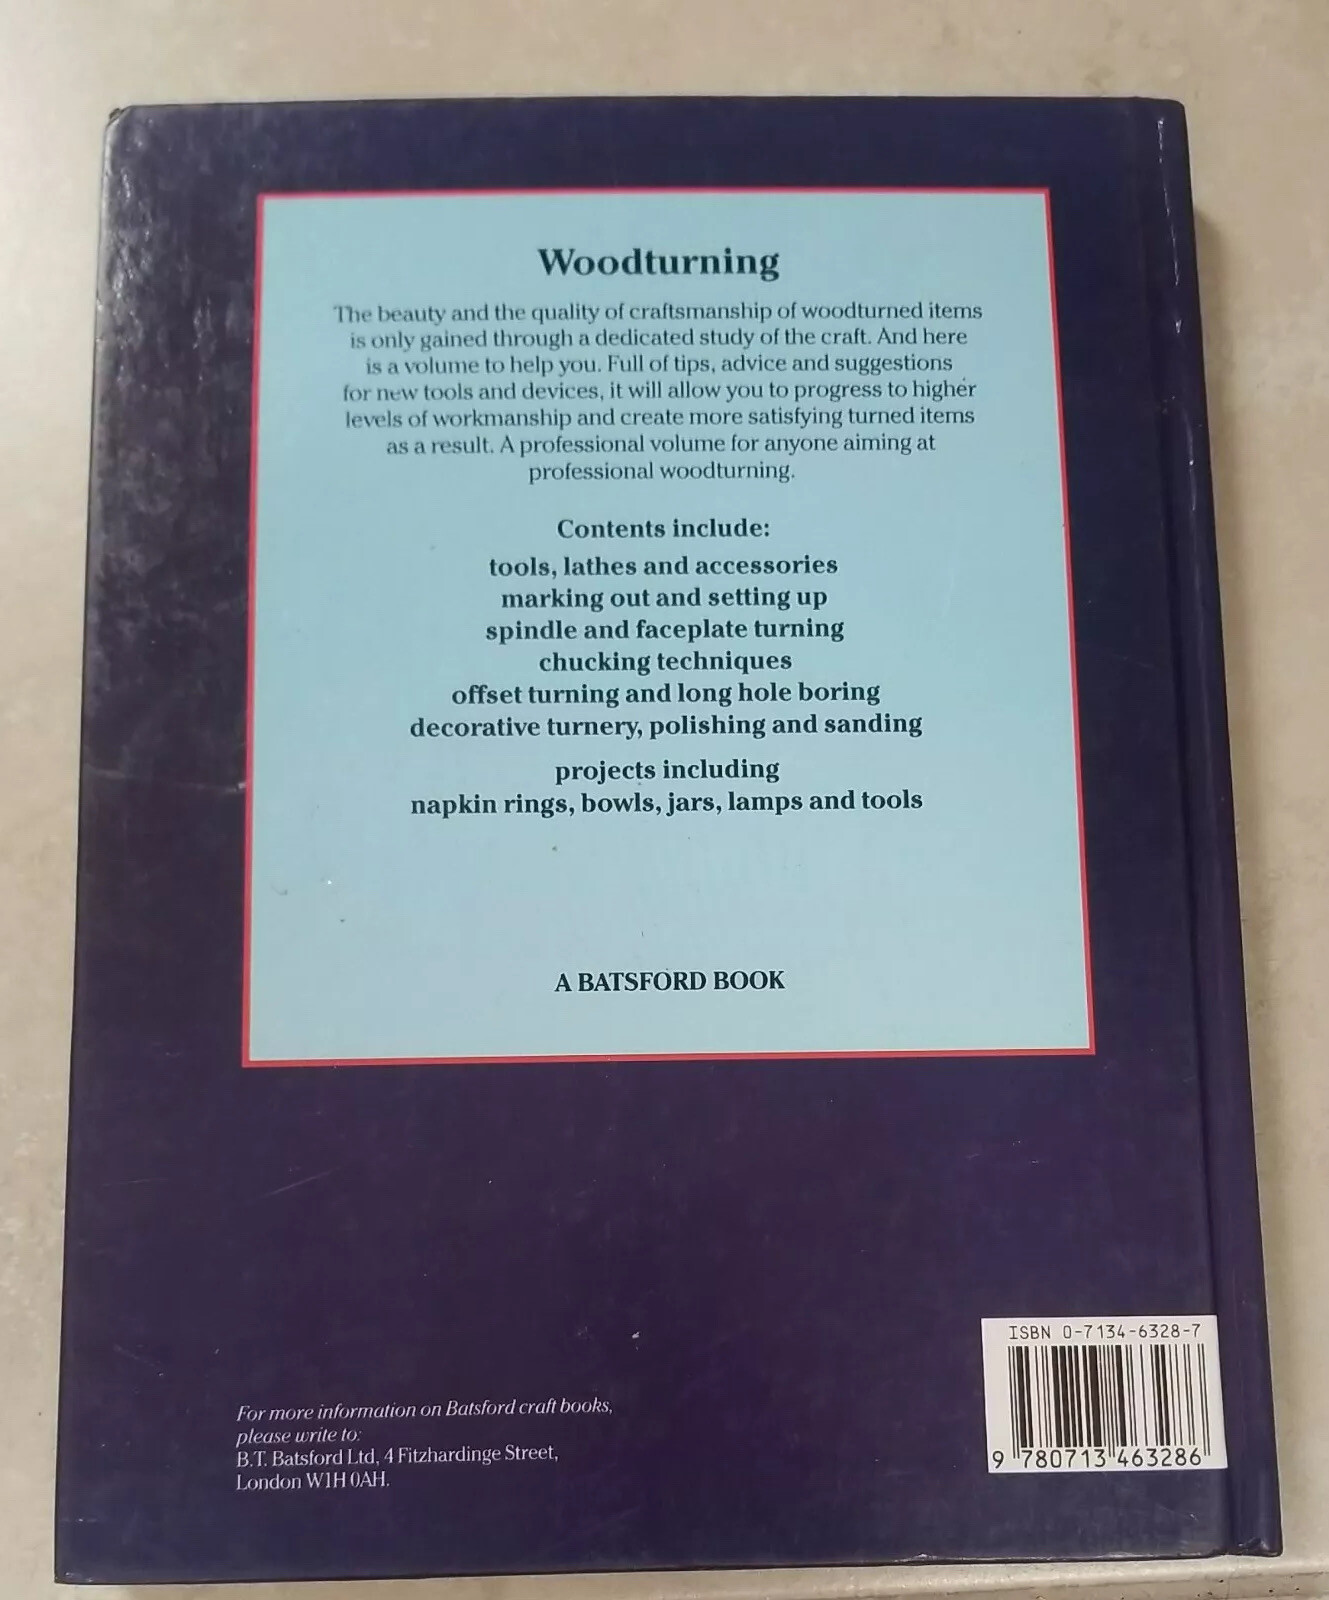 Woodturning
The beauty and the quality of craftsmanship of woodturned items
is only gained through a dedicated study of the craft. And here
is a volume to help you. Full of tips, advice and suggestions
for new tools and devices, it will allow you to progress to higher
levels of workmanship and create more satisfying turned items
as a result. A professional volume for anyone aiming at
professional woodturning.
Contents include:
tools, lathes and accessories
marking out and setting up
spindle and faceplate turning
chucking techniques
offset turning and long hole boring
decorative turnery, polishing and sanding
projects including
napkin rings, bowls, jars, lamps and tools
A BATSFORD BOOK
For more information on Batsford craft books,
please write to:
B.T. Batsford Ltd, 4 Fitzhardinge Street,
London W1H 0AH.
ISBN 0-7134-6328-7
9 780713 463286